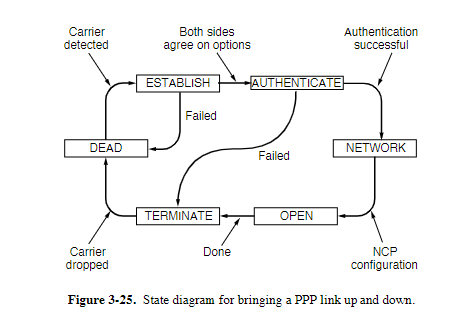 Carrier
detected
Both sides
agree on options
Authentication
successful
ESTABLISH
AUTHENTICATE
Failed
DEAD
Failed
NETWORK
TERMINATE
OPEN
Carrier
dropped
Done
NCP
configuration
Figure 3-25. State diagram for bringing a PPP link up and down.